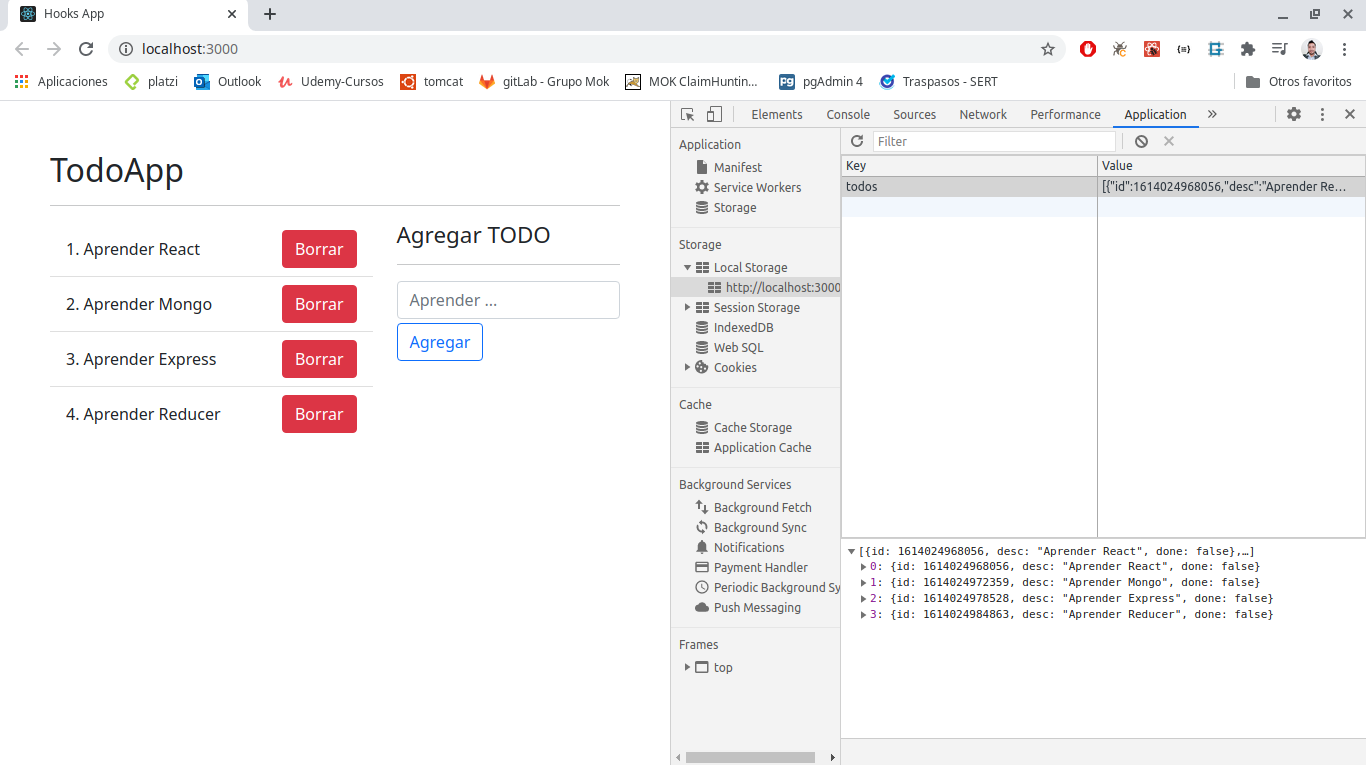 Hooks App
localhost:3000
Aplicaciones platzi Outlook Udemy-Cursos tomcat gitLab - Grupo Mok MOK ClaimHuntin... pgAdmin 4 Traspasos - SERT Otros favoritos
TodoApp
1. Aprender React Borrar
2. Aprender Mongo Borrar
3. Aprender Express Borrar
4. Aprender Reducer Borrar
Agregar TODO
Aprender ...
Agregar
Elements Console Sources Network Performance Application »
Application
Manifest
Service Workers
Storage
Storage
Local Storage
http://localhost:3000
Session Storage
IndexedDB
Web SQL
Cookies
Cache
Cache Storage
Application Cache
Background Services
Background Fetch
Background Sync
Notifications
Payment Handler
Periodic Background Sy
Push Messaging
Frames
top
Filter
Key Value
todos [{"id":1614024968056,"desc":"Aprender Re...
[{id: 1614024968056, desc: "Aprender React", done: false},…]
0: {id: 1614024968056, desc: "Aprender React", done: false}
1: {id: 1614024972359, desc: "Aprender Mongo", done: false}
2: {id: 1614024978528, desc: "Aprender Express", done: false}
3: {id: 1614024984863, desc: "Aprender Reducer", done: false}